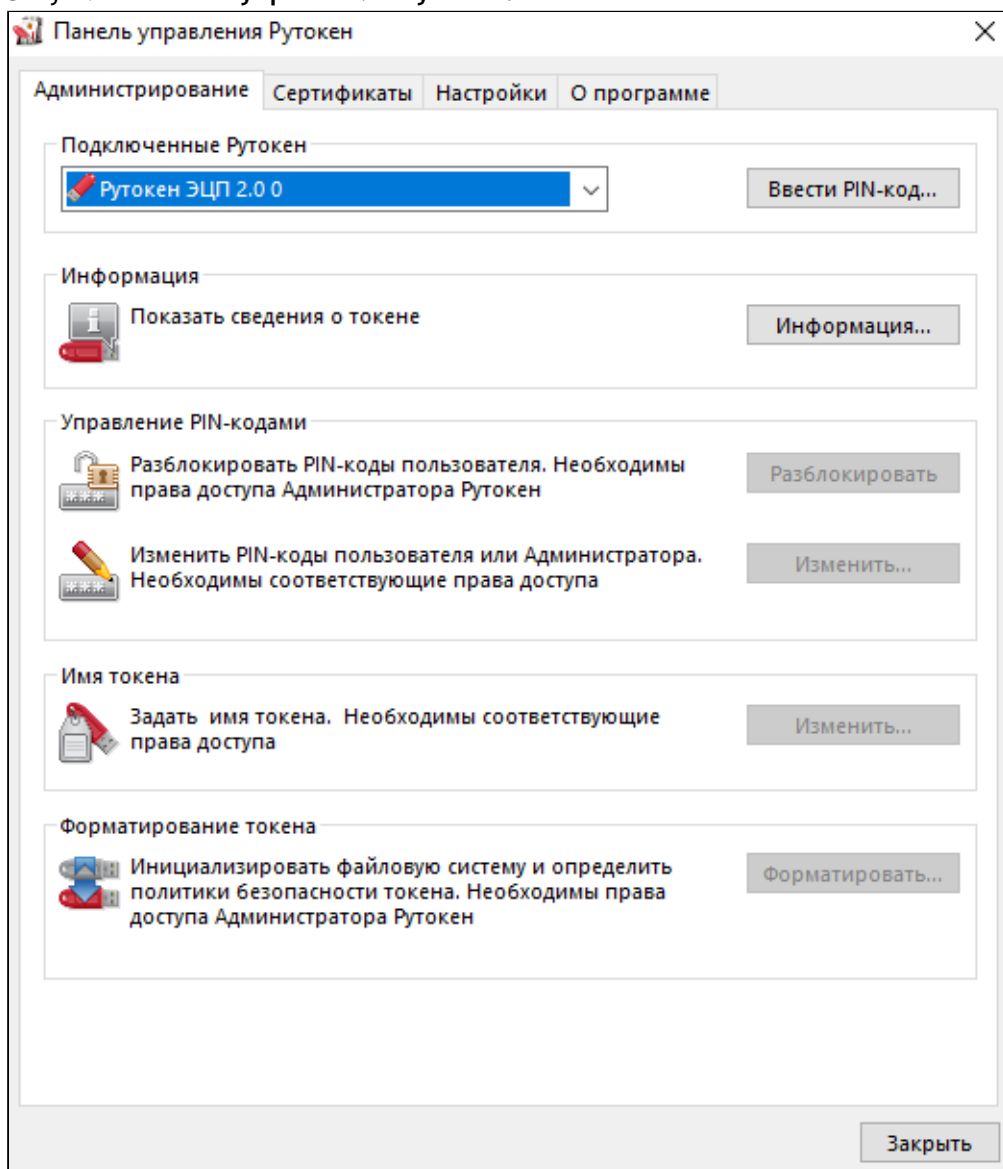 Панель управления Рутокен
Администрирование Сертификаты Настройки О программе
Подключенные Рутокен
Рутокен ЭЦП 2.0 0
Ввести PIN-код...
Информация
Показать сведения о токене
Информация...
Управление PIN-кодами
Разблокировать PIN-коды пользователя. Необходимы
права доступа Администратора Рутокен
Разблокировать
Изменить PIN-коды пользователя или Администратора.
Необходимы соответствующие права доступа
Изменить...
Имя токена
Задать имя токена. Необходимы соответствующие
права доступа
Изменить...
Форматирование токена
Инициализировать файловую систему и определить
политики безопасности токена. Необходимы права
доступа Администратора Рутокен
Форматировать...
Закрыть